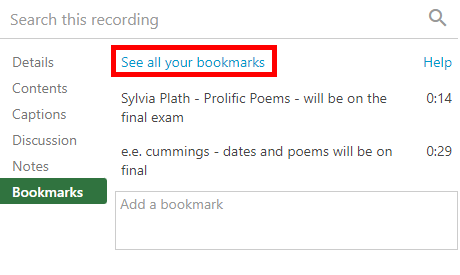 Search this recording
Details
Contents
Captions
Discussion
Notes
Bookmarks
See all your bookmarks Help
Sylvia Plath - Prolific Poems - will be on the 0:14
final exam
e.e. cummings - dates and poems will be on 0:29
final
Add a bookmark